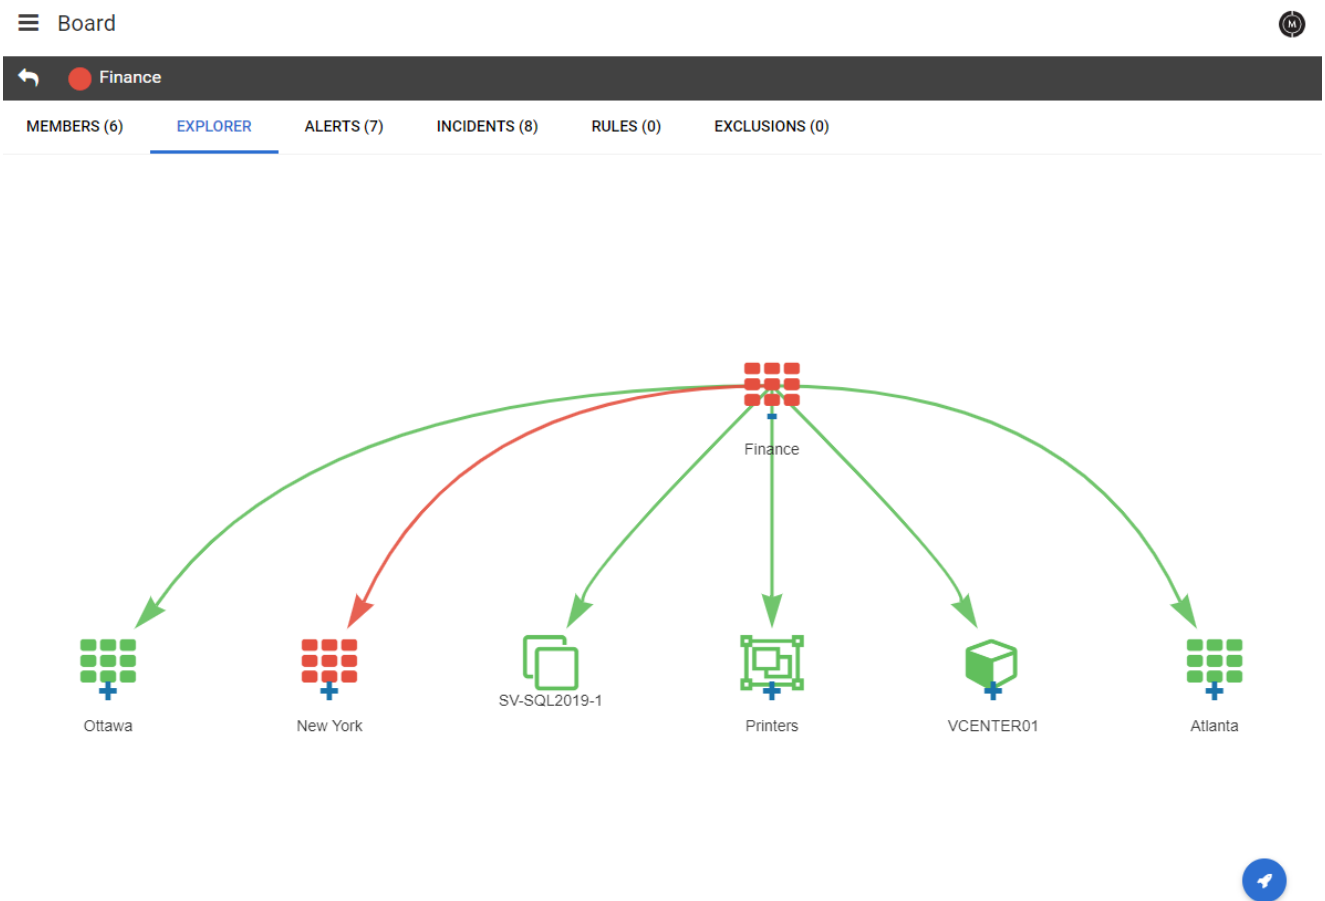 Board
M
Finance
MEMBERS (6) EXPLORER ALERTS (7) INCIDENTS (8) RULES (0) EXCLUSIONS (0)
Finance
SV-SQL2019-1
Ottawa New York Printers VCENTER01 Atlanta